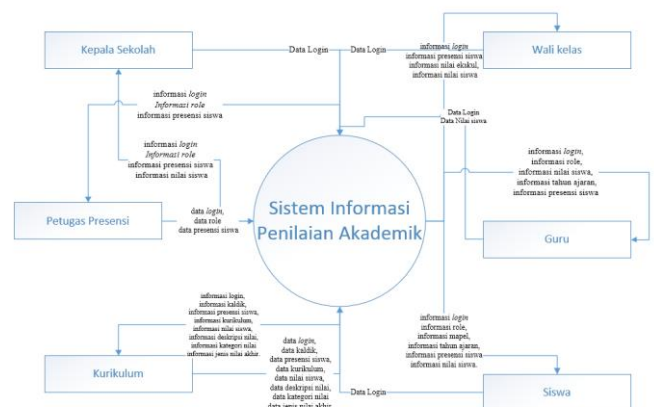 Kepala Sekolah
Data Login
Data Login
informasi login
informasi presensi siswa
informasi nilai ekskul,
informasi nilai siswa
Wali kelas
informasi login
Informasi role
informasi presensi siswa
Data Login
Data Nilai siswa
informasi login
Informasi role
informasi presensi siswa
informasi nilai siswa
informasi login,
informasi role,
informasi nilai siswa,
informasi tahun ajaran,
informasi presensi siswa
Petugas Presensi
data login,
data role
data presensi siswa
Sistem Informasi
Penilaian Akademik
Guru
informasi login,
informasi kaldik,
informasi presensi siswa,
informasi kurikulum,
informasi nilai siswa,
informasi deskripsi nilai,
informasi kategori nilai
informasi jenis nilai akhir.
informasi login
informasi role,
informasi mapel,
informasi tahun ajaran,
informasi presensi siswa
informasi nilai siswa.
Kurikulum
data login,
data kaldik,
data presensi siswa,
data kurikulum,
data nilai siswa,
data deskripsi nilai,
data kategori nilai
data jenis nilai akhir
Data Login
Siswa